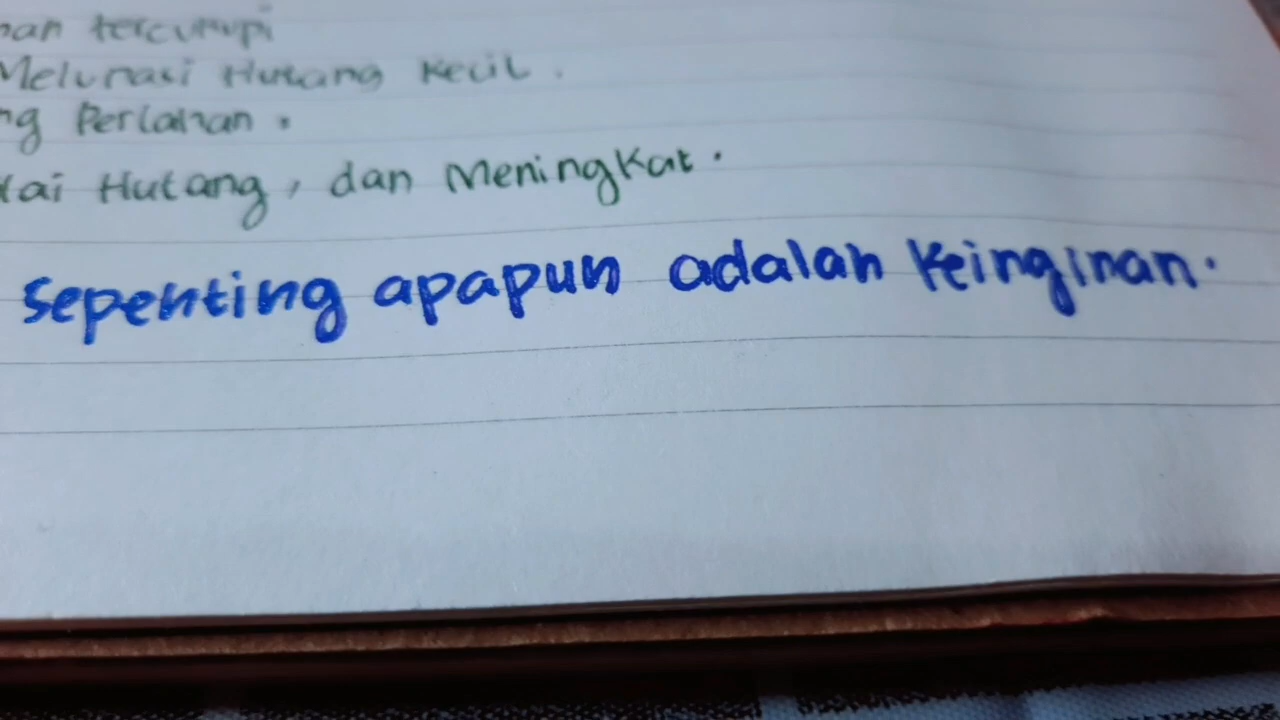 tercukupi
Melunasi Hutang Kecil.
Perlahan.
Hutang, dan Meningkat.
Sepenting apapun adalah Keinginan.